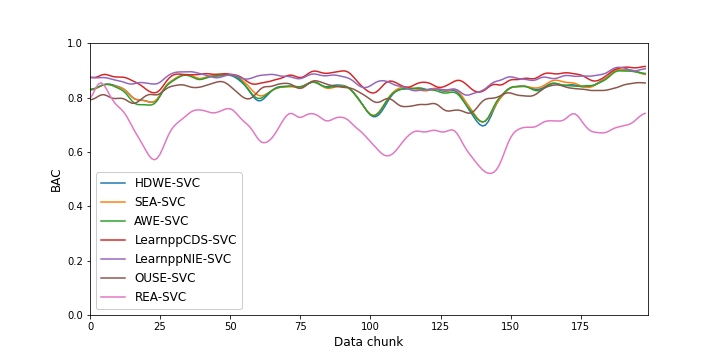 1.0
0.8
0.6
0.4
0.2
0.0
BAC
HDWE-SVC
SEA-SVC
AWE-SVC
LearnppCDS-SVC
LearnppNIE-SVC
OUSE-SVC
REA-SVC
0 25 50 75 100 125 150 175
Data chunk